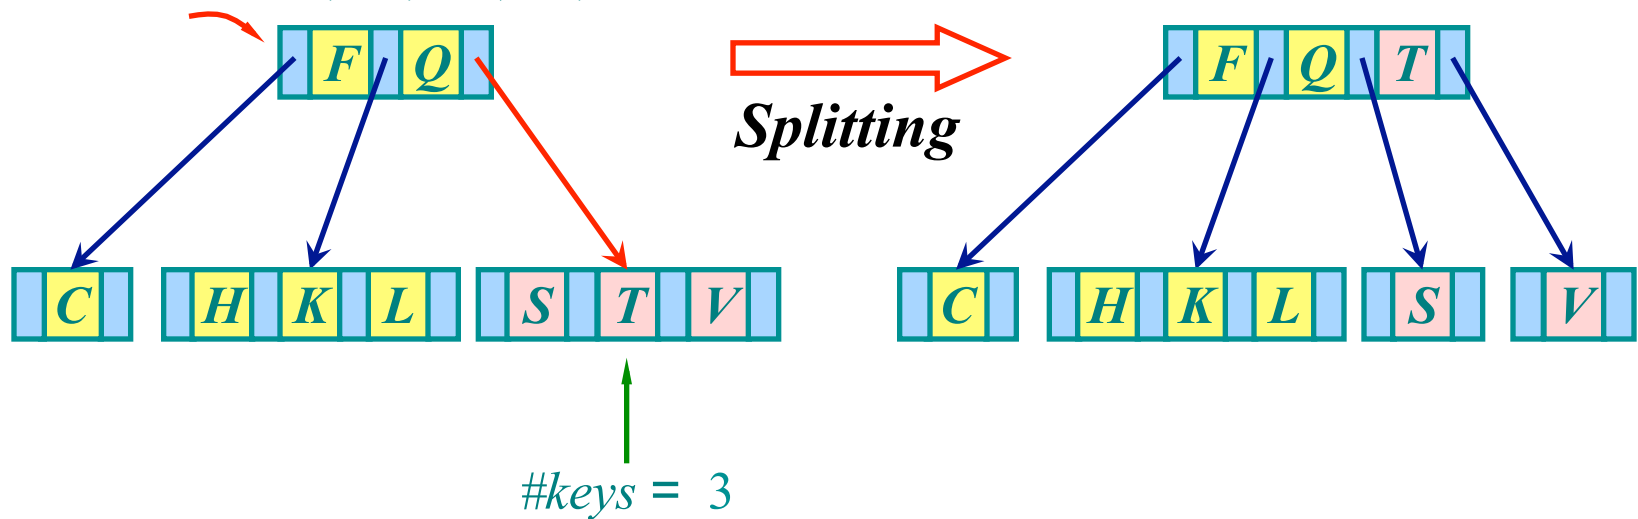 F Q
Splitting
F Q T
C
H K L
S T V
C
H K L
S
V
#keys = 3